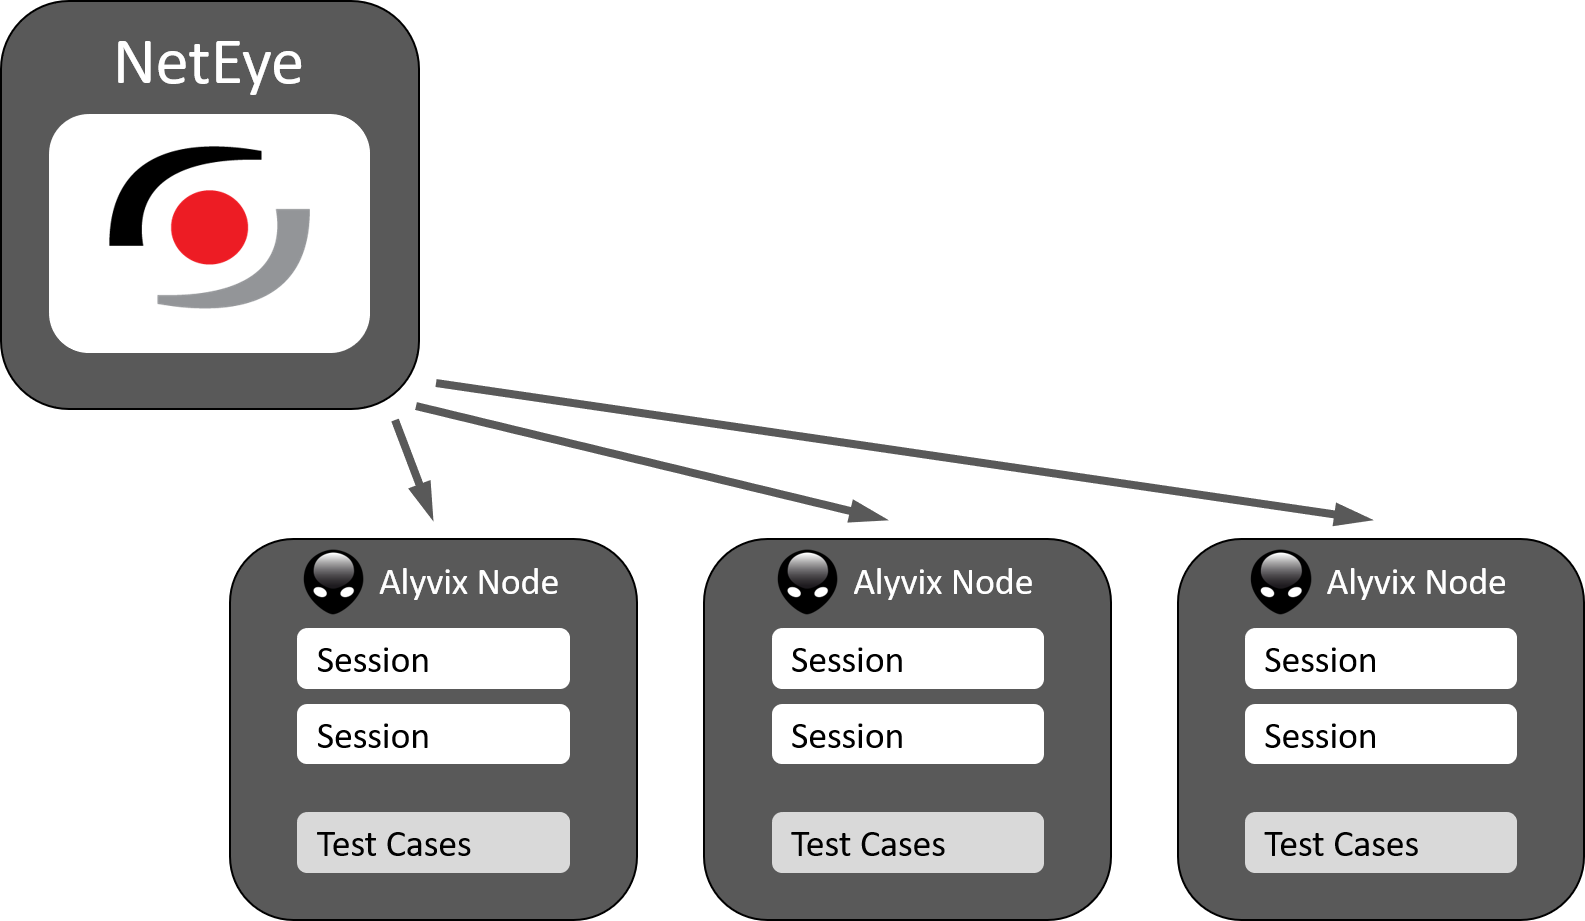 NetEye
Alyvix Node
Session
Session
Test Cases
Alyvix Node
Session
Session
Test Cases
Alyvix Node
Session
Session
Test Cases